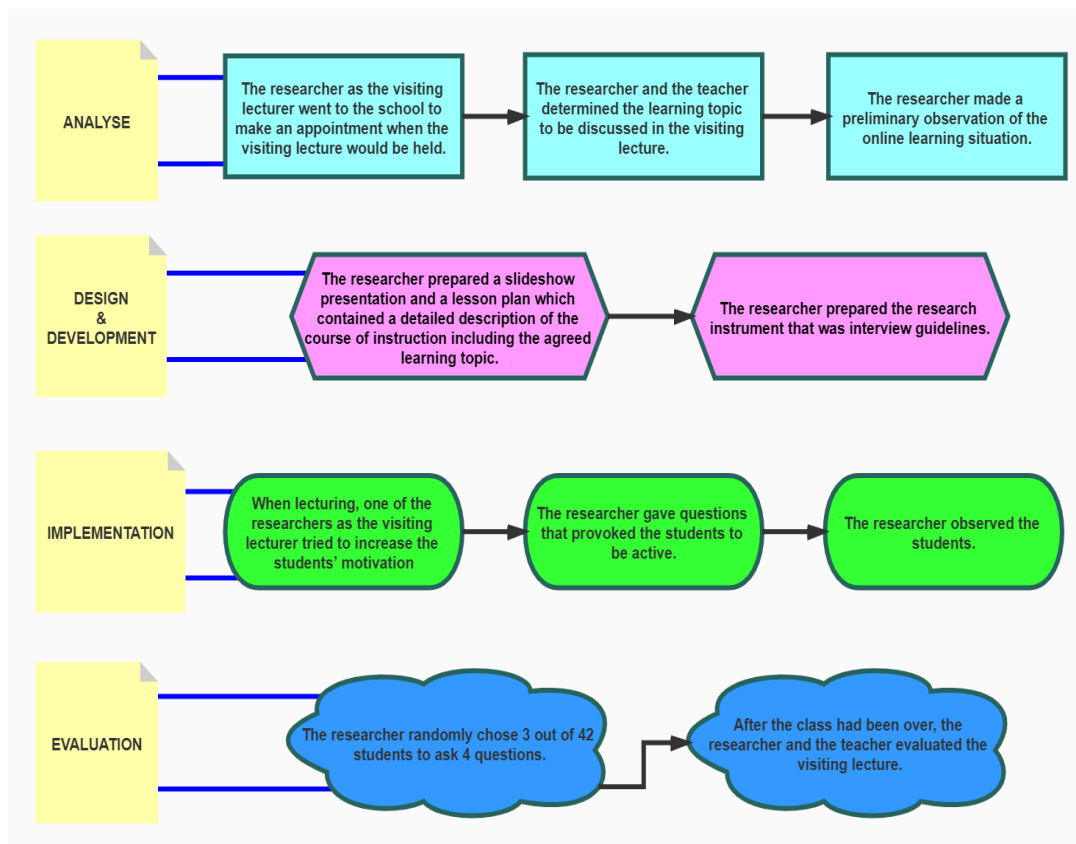 ANALYSE
The researcher as the visiting
lecturer went to the school to
make an appointment when the
visiting lecture would be held.
The researcher and the teacher
determined the learning topic
to be discussed in the visiting
lecture.
The researcher made a
preliminary observation of the
online learning situation.
DESIGN
&
DEVELOPMENT
The researcher prepared a slideshow
presentation and a lesson plan which
contained a detailed description of the
course of instruction including the agreed
learning topic.
The researcher prepared the research
instrument that was interview guidelines.
IMPLEMENTATION
When lecturing, one of the
researchers as the visiting
lecturer tried to increase the
students’ motivation
The researcher gave questions
that provoked the students to
be active.
The researcher observed the
students.
EVALUATION
The researcher randomly chose 3 out of 42
students to ask 4 questions.
After the class had been over, the
researcher and the teacher evaluated the
visiting lecture.